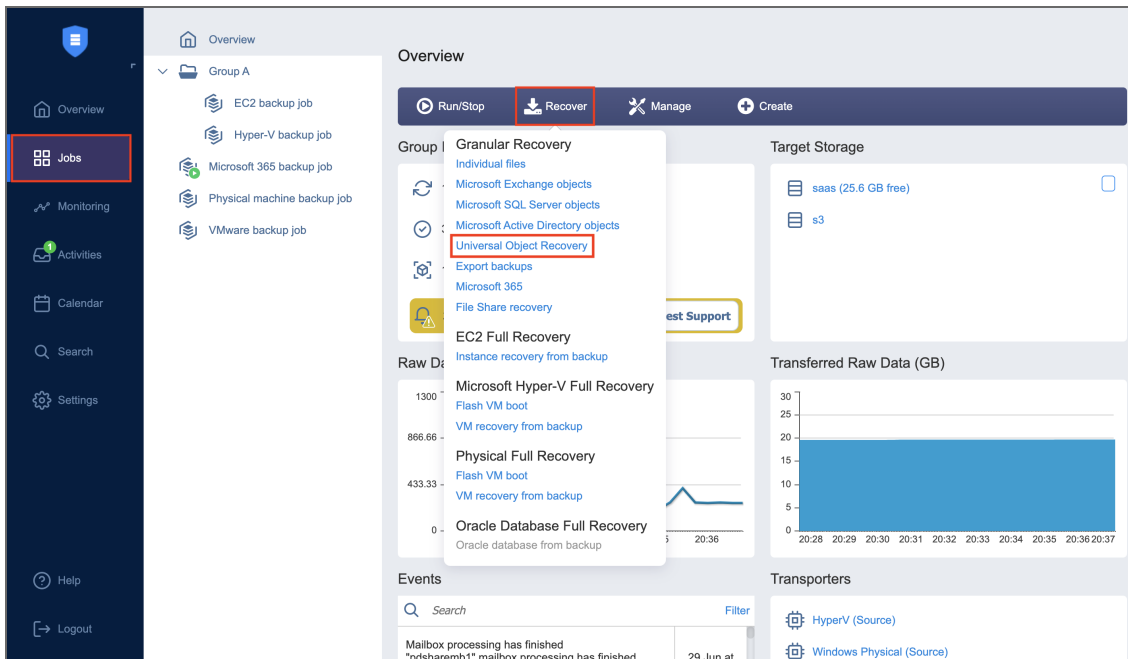 Overview
Jobs
Monitoring
1
Activities
Calendar
Search
Settings
Help
Logout
Overview
Group A
EC2 backup job
Hyper-V backup job
Microsoft 365 backup job
Physical machine backup job
VMware backup job
Overview
Run/Stop
Recover
Manage
Create
Granular Recovery
Individual files
Microsoft Exchange objects
Microsoft SQL Server objects
Microsoft Active Directory objects
Universal Object Recovery
Export backups
Microsoft 365
File Share recovery
EC2 Full Recovery
Instance recovery from backup
Microsoft Hyper-V Full Recovery
Flash VM boot
VM recovery from backup
Physical Full Recovery
Flash VM boot
VM recovery from backup
Oracle Database Full Recovery
Oracle database from backup
Group
est Support
Raw Da
1300
866.66
433.33
0
20:36
Target Storage
saas (25.6 GB free)
s3
Transferred Raw Data (GB)
30
25
20
15
10
5
0
20:28 20:29 20:30 20:31 20:32 20:33 20:34 20:35 20:36 20:37
Events
Search
Filter
Mailbox processing has finished
"ndsharemb1" mailbox processing has finished
29 Jun at
Transporters
HyperV (Source)
Windows Physical (Source)